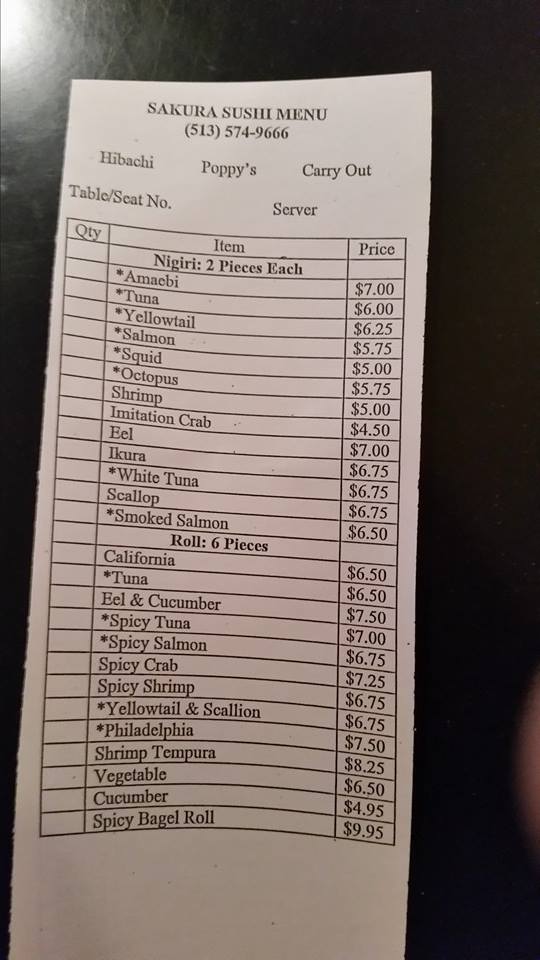 SAKURA SUSHI MENU
(513) 574-9666
Hibachi Poppy's Carry Out
Table/Seat No. Server
Qty Item Price
Nigiri: 2 Pieces Each
*Amaebi $7.00
*Tuna $6.00
*Yellowtail $6.25
*Salmon $5.75
*Squid $5.00
*Octopus $5.75
Shrimp $5.00
Imitation Crab $4.50
Eel $7.00
Ikura $6.75
*White Tuna $6.75
Scallop $6.75
*Smoked Salmon $6.50
Roll: 6 Pieces
California $6.50
*Tuna $6.50
Eel & Cucumber $7.50
*Spicy Tuna $7.00
*Spicy Salmon $6.75
Spicy Crab $7.25
Spicy Shrimp $6.75
*Yellowtail & Scallion $6.75
*Philadelphia $7.50
Shrimp Tempura $8.25
Vegetable $6.50
Cucumber $4.95
Spicy Bagel Roll $9.95